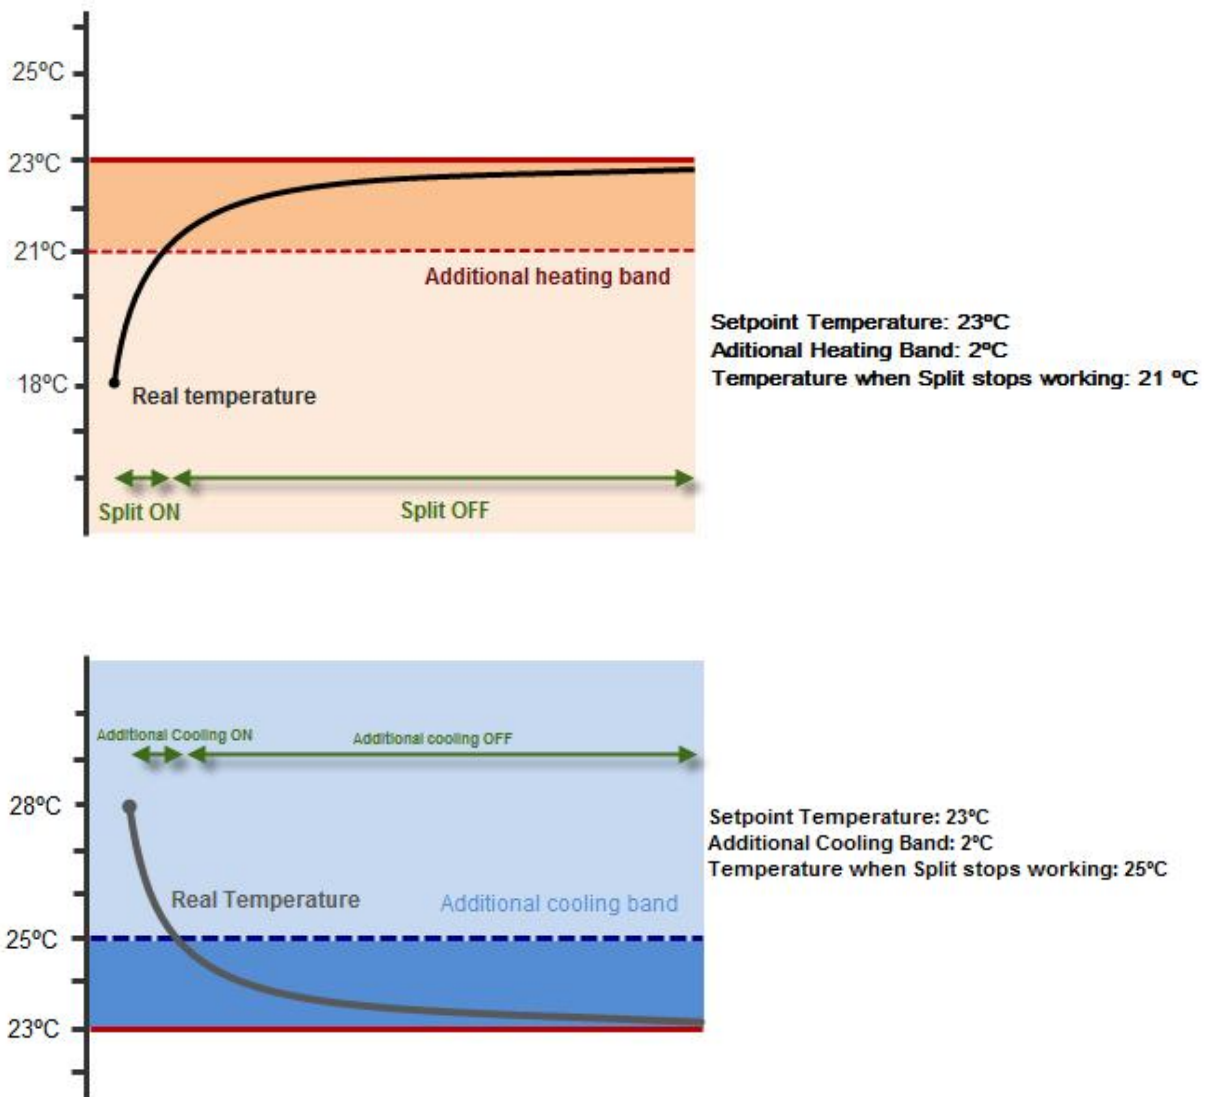 25ºC
23ºC
21ºC
Additional heating band
Setpoint Temperature: 23ºC
Aditional Heating Band: 2ºC
Temperature when Split stops working: 21 ºC
18ºC
Real temperature
Split ON
Split OFF
Additional Cooling ON
Additional cooling OFF
28ºC
Setpoint Temperature: 23ºC
Additional Cooling Band: 2ºC
Temperature when Split stops working: 25ºC
Real Temperature
Additional cooling band
25ºC
23ºC